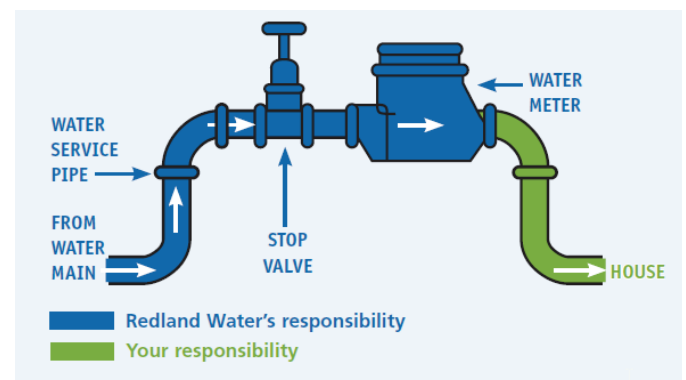 WATER
METER
WATER
SERVICE
PIPE
FROM
WATER
MAIN
STOP
VALVE
HOUSE
Redland Water's responsibility
Your responsibility